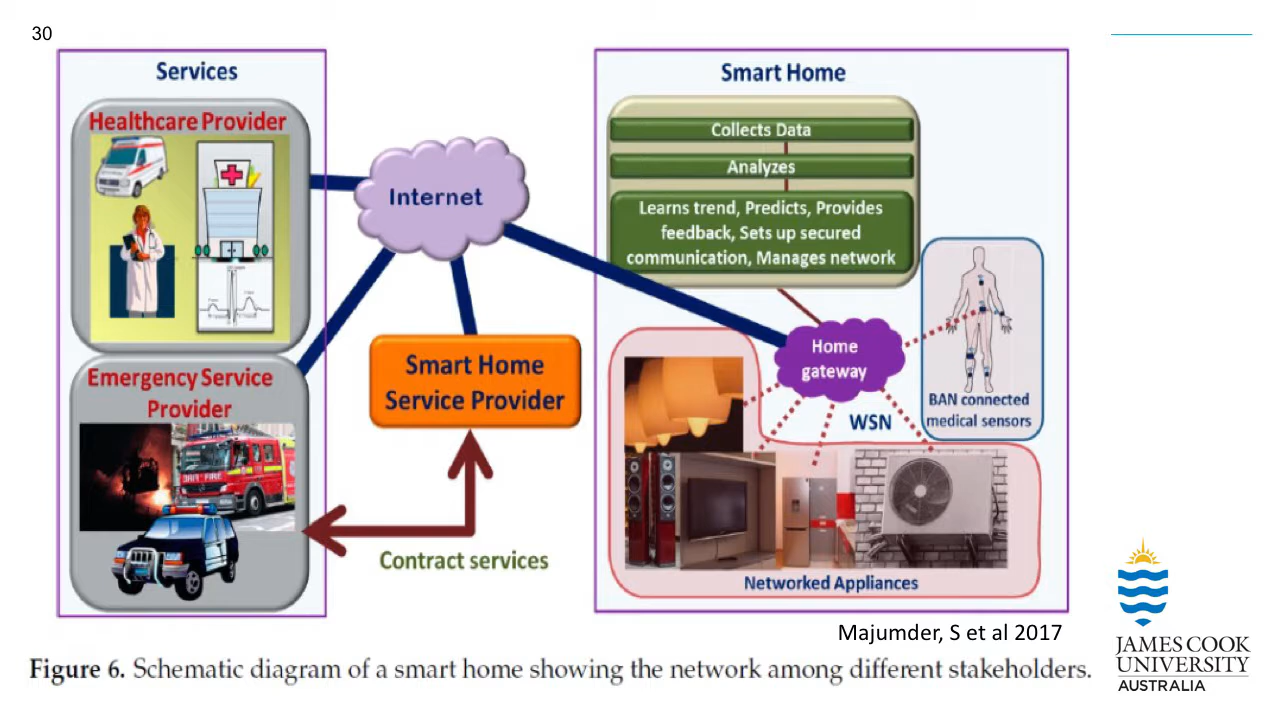 30
Services
Healthcare Provider
Emergency Service
Provider
Internet
Smart Home
Service Provider
Contract services
Smart Home
Collects Data
Analyzes
Learns trend, Predicts, Provides
feedback, Sets up secured
communication, Manages network
Home
gateway
WSN
BAN connected
medical sensors
Networked Appliances
Majumder, S et al 2017
Figure 6. Schematic diagram of a smart home showing the network among different stakeholders.
JAMES COOK
UNIVERSITY
AUSTRALIA